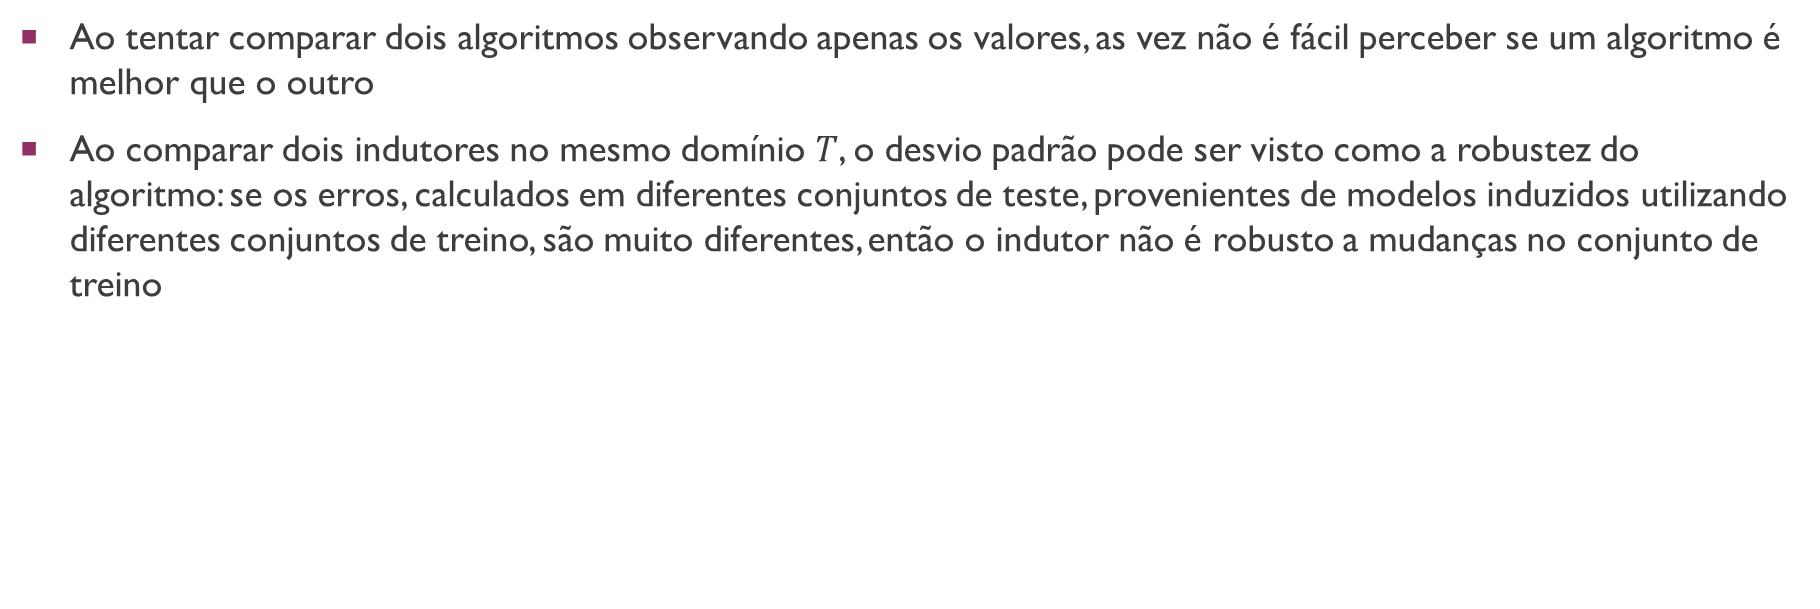 ▪ Ao tentar comparar dois algoritmos observando apenas os valores, as vez não é fácil perceber se um algoritmo é
melhor que o outro
▪ Ao comparar dois indutores no mesmo domínio T, o desvio padrão pode ser visto como a robustez do
algoritmo: se os erros, calculados em diferentes conjuntos de teste, provenientes de modelos induzidos utilizando
diferentes conjuntos de treino, são muito diferentes, então o indutor não é robusto a mudanças no conjunto de
treino